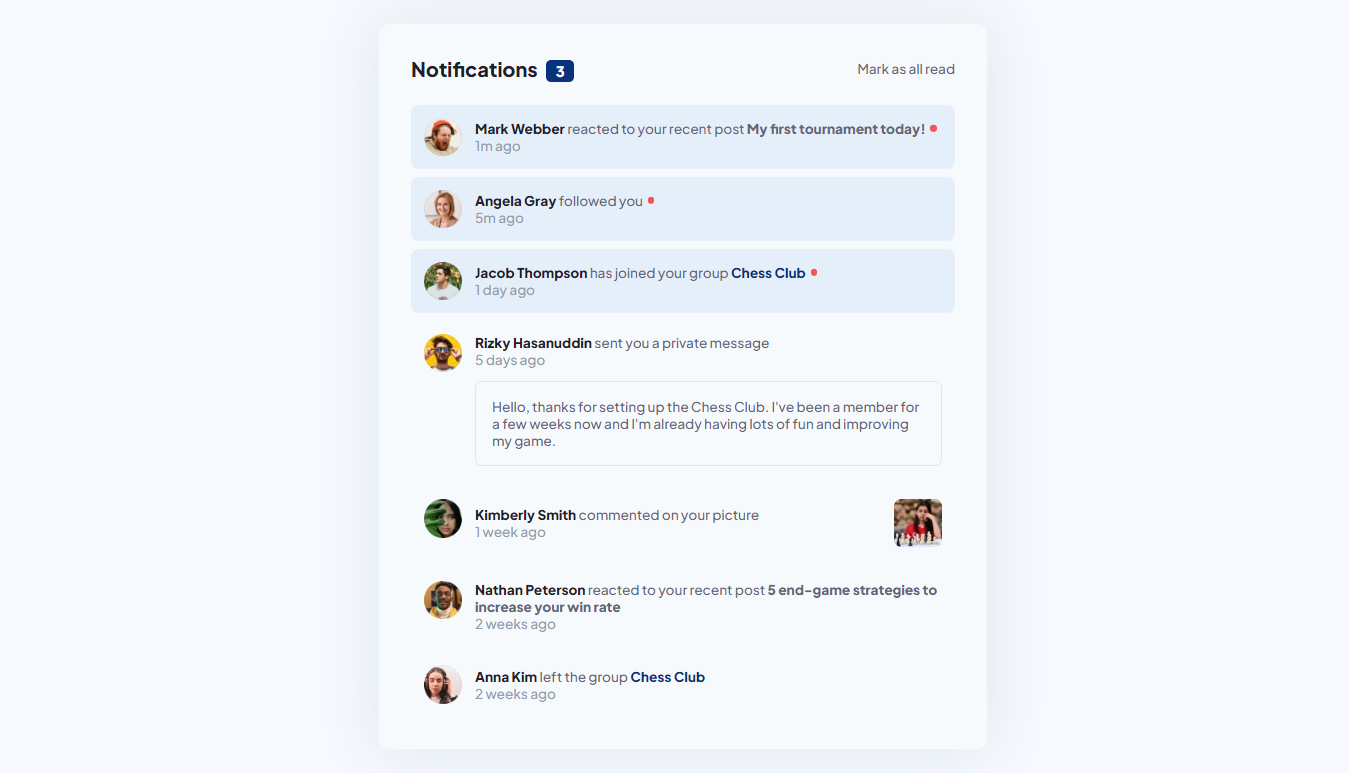 Notifications 3
Mark as all read
Mark Webber reacted to your recent post My first tournament today!
1m ago
Angela Gray followed you
5m ago
Jacob Thompson has joined your group Chess Club
1 day ago
Rizky Hasanuddin sent you a private message
5 days ago
Hello, thanks for setting up the Chess Club. I've been a member for
a few weeks now and I'm already having lots of fun and improving
my game.
Kimberly Smith commented on your picture
1 week ago
Nathan Peterson reacted to your recent post 5 end-game strategies to
increase your win rate
2 weeks ago
Anna Kim left the group Chess Club
2 weeks ago